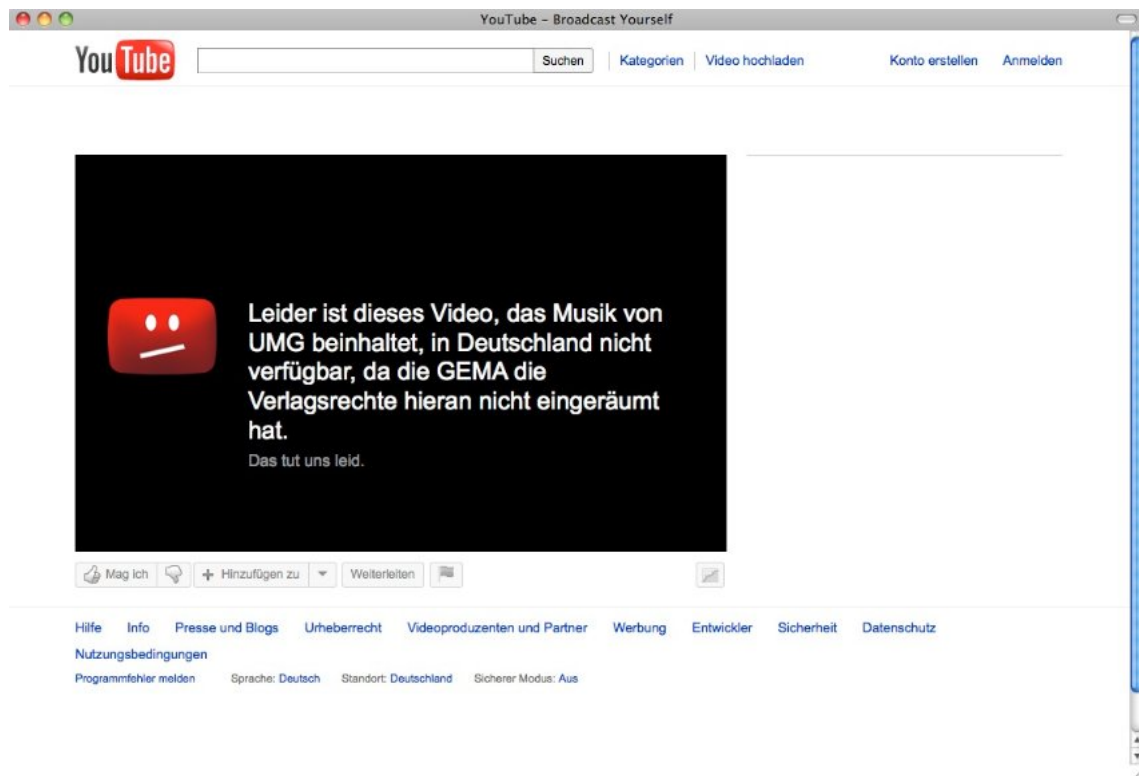 YouTube – Broadcast Yourself
YouTube Suchen Kategorien Video hochladen Konto erstellen Anmelden
Leider ist dieses Video, das Musik von
UMG beinhaltet, in Deutschland nicht
verfügbar, da die GEMA die
Verlagsrechte hieran nicht eingeräumt
hat.
Das tut uns leid.
Mag ich Hinzufügen zu Weiterleiten
Hilfe Info Presse und Blogs Urheberrecht Videoproduzenten und Partner Werbung Entwickler Sicherheit Datenschutz
Nutzungsbedingungen
Programmfehler melden Sprache: Deutsch Standort: Deutschland Sicherer Modus: Aus